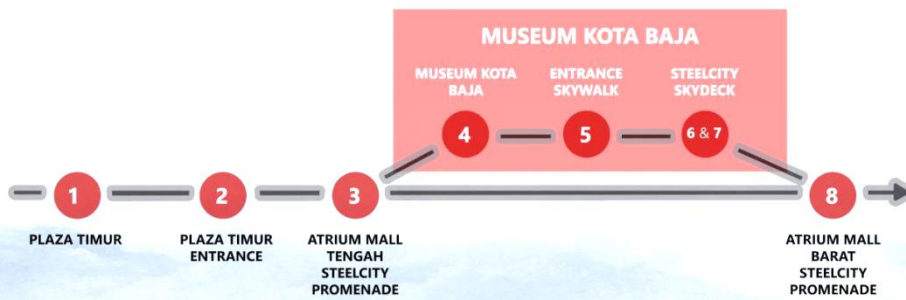 MUSEUM KOTA BAJA
MUSEUM KOTA
BAJA
ENTRANCE
SKYWALK
STEELCITY
SKYDECK
4
5
6 & 7
1
2
3
8
PLAZA TIMUR
PLAZA TIMUR
ENTRANCE
ATRIUM MALL
TENGAH
STEELCITY
PROMENADE
ATRIUM MALL
BARAT
STEELCITY
PROMENADE